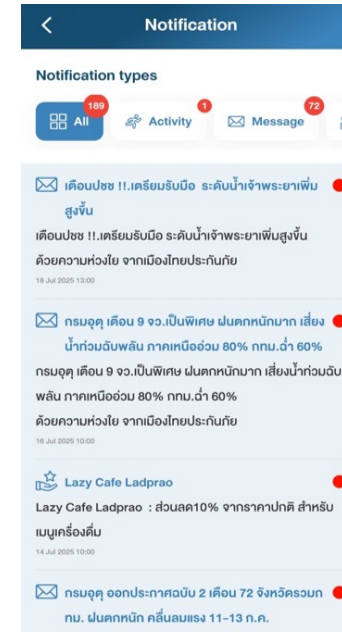 Notification
Notification types
189
1
72
All
Activity
Message
เตือนปชช !!.เตรียมรับมือ ระดับน้ำเจ้าพระยาเพิ่ม
สูงขึ้น
เตือนปชช !!.เตรียมรับมือ ระดับน้ำเจ้าพระยาเพิ่มสูงขึ้น
ด้วยความห่วงใย จากเมืองไทยประกันภัย
18 Jul 2025 13:00
กรมอุตุ เตือน 9 จว.เป็นพิเศษ ฝนตกหนักมาก เสี่ยง
น้ำท่วมฉับพลัน ภาคเหนืออ่วม 80% กทม.ฉ่ำ 60%
กรมอุตุ เตือน 9 จว.เป็นพิเศษ ฝนตกหนักมาก เสี่ยงน้ำท่วมฉับ
พลัน ภาคเหนืออ่วม 80% กทม.ฉ่ำ 60%
ด้วยความห่วงใย จากเมืองไทยประกันภัย
16 Jul 2025 10:00
Lazy Cafe Ladprao
Lazy Cafe Ladprao : ส่วนลด10% จากราคาปกติ สำหรับ
เมนูเครื่องดื่ม
14 Jul 2025 10:00
กรมอุตุ ออกประกาศฉบับ 2 เตือน 72 จังหวัดรวมก
ทม. ฝนตกหนัก คลื่นลมแรง 11-13 ก.ค.